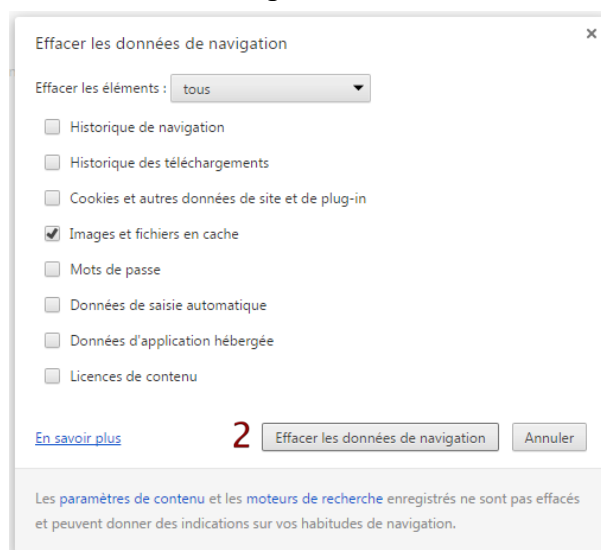 Effacer les données de navigation
Effacer les éléments : tous
Historique de navigation
Historique des téléchargements
Cookies et autres données de site et de plug-in
Images et fichiers en cache
Mots de passe
Données de saisie automatique
Données d'application hébergée
Licences de contenu
En savoir plus 2 Effacer les données de navigation Annuler
Les paramètres de contenu et les moteurs de recherche enregistrés ne sont pas effacés
et peuvent donner des indications sur vos habitudes de navigation.